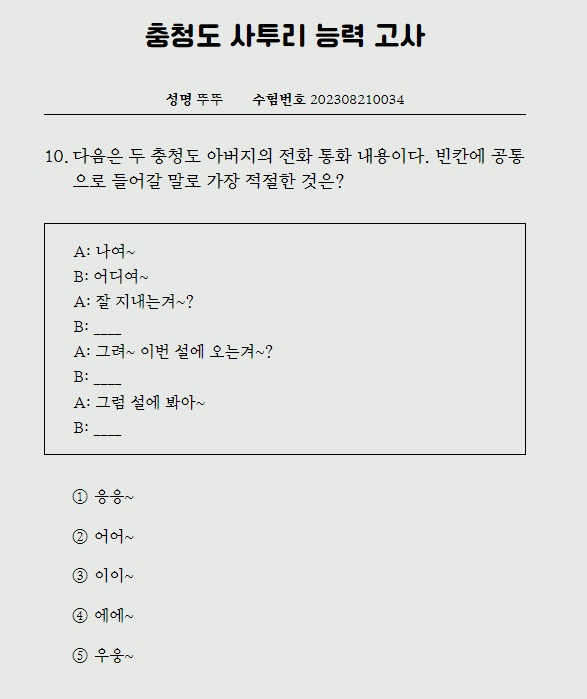 충청도 사투리 능력 고사
성명 뚜뚜 수험번호 202308210034
10. 다음은 두 충청도 아버지의 전화 통화 내용이다. 빈칸에 공통
으로 들어갈 말로 가장 적절한 것은?
A: 나여~
B: 어디여~
A: 잘 지내는겨~?
B: ____
A: 그려~ 이번 설에 오는겨~?
B: ____
A: 그럼 설에 봐아~
B: ____
① 응응~
② 어어~
③ 이이~
④ 에에~
⑤ 우웅~